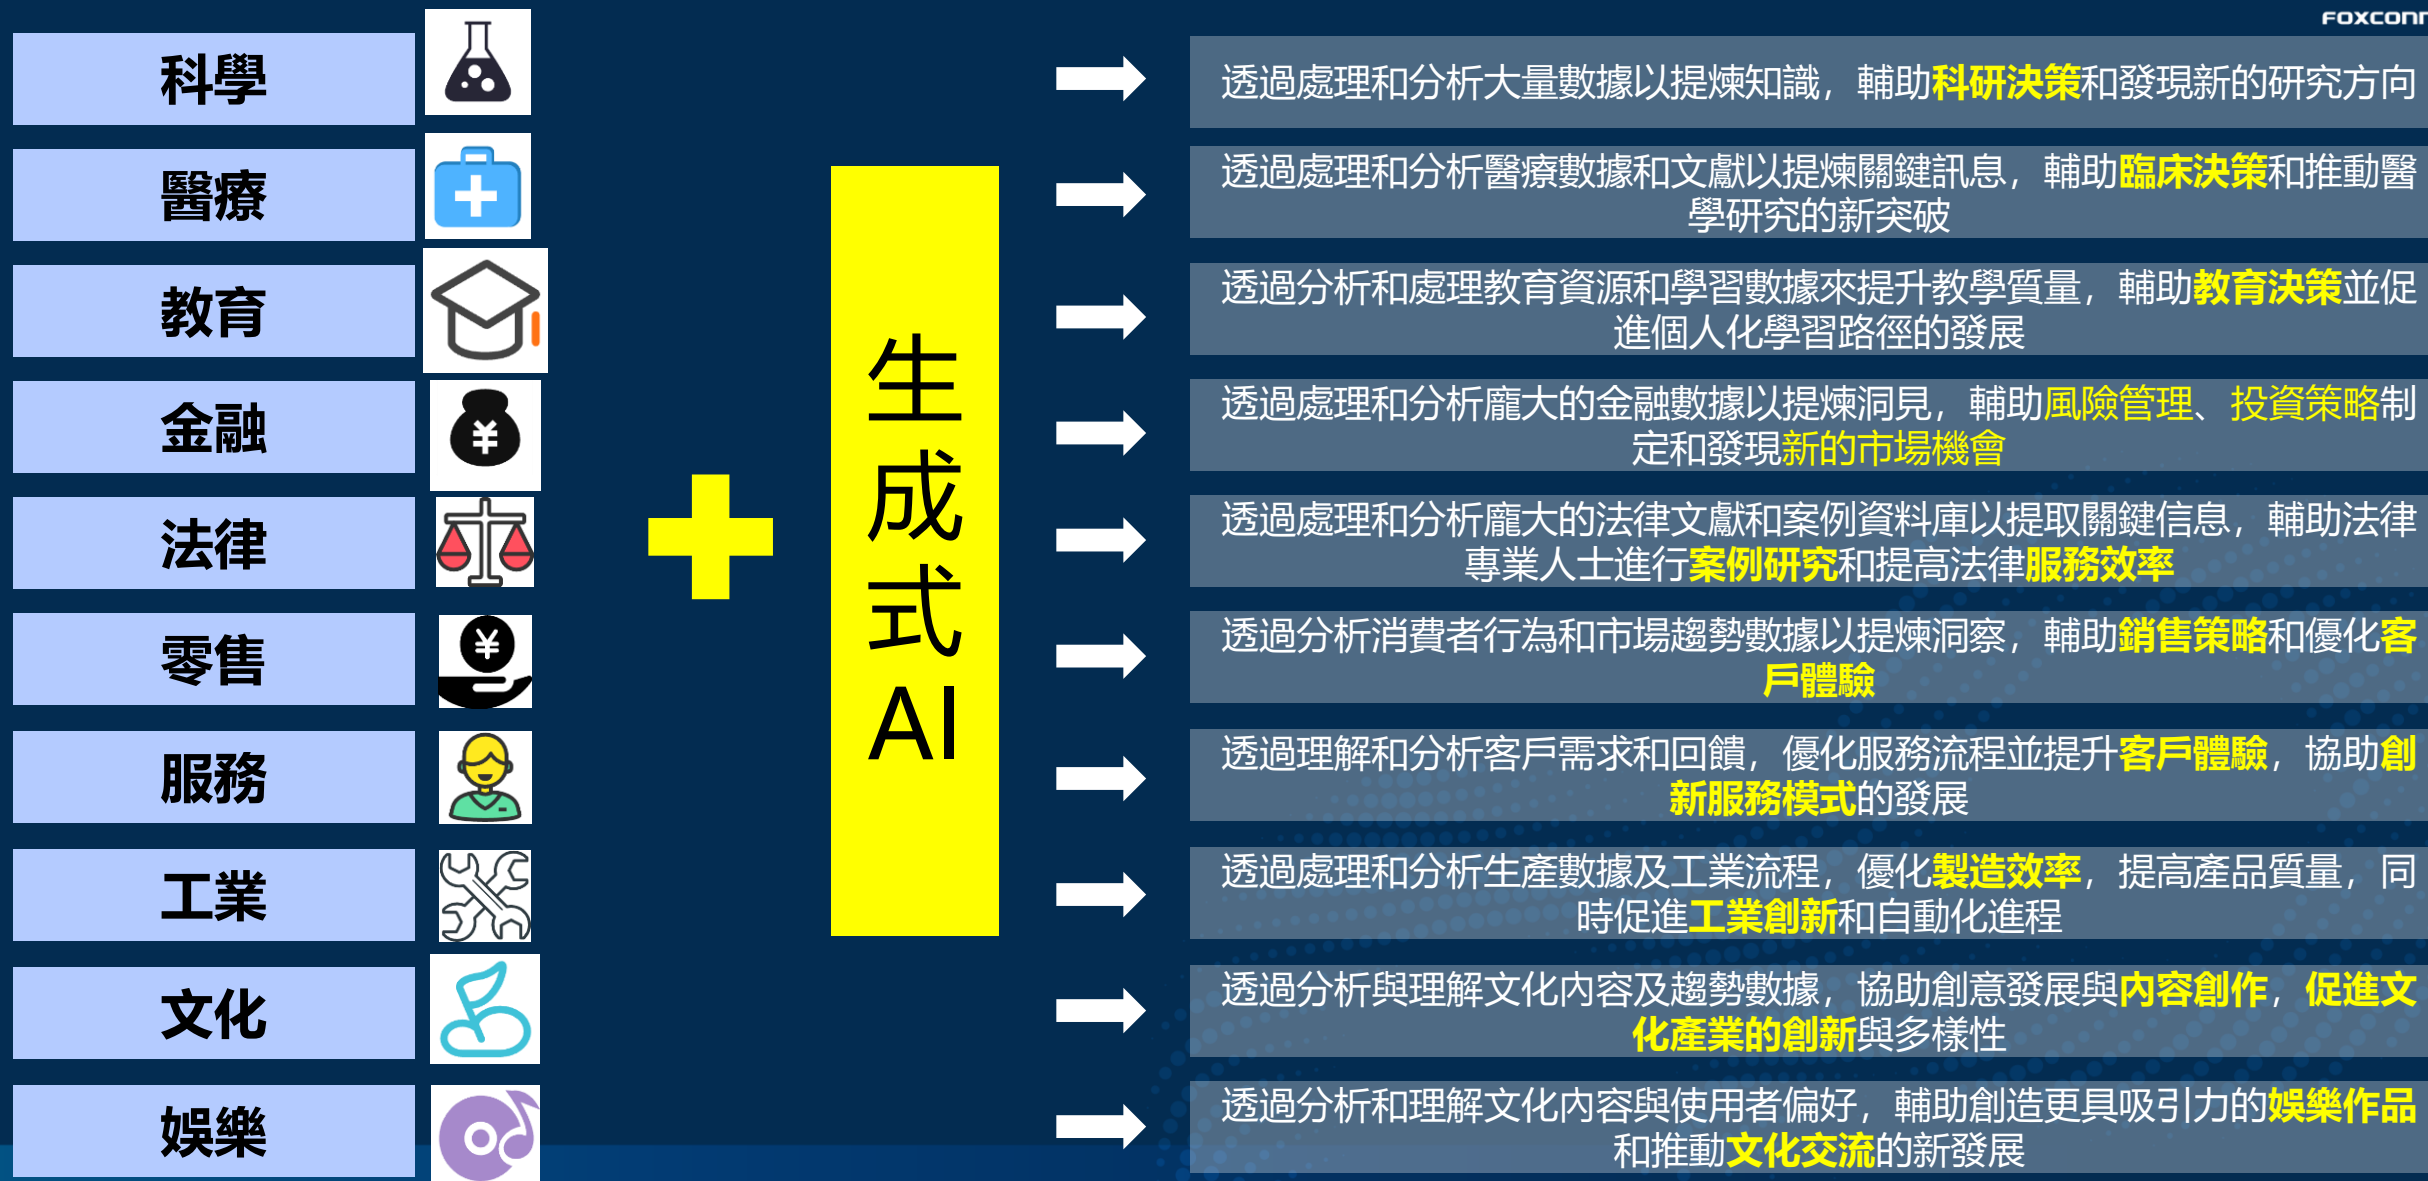 FOXCONN
科學
透過處理和分析大量數據以提煉知識，輔助科研決策和發現新的研究方向
醫療
透過處理和分析醫療數據和文獻以提煉關鍵訊息，輔助臨床決策和推動醫
學研究的新突破
教育
透過分析和處理教育資源和學習數據來提升教學質量，輔助教育決策並促
進個人化學習路徑的發展
金融
透過處理和分析龐大的金融數據以提煉洞見，輔助風險管理、投資策略制
定和發現新的市場機會
法律
透過處理和分析龐大的法律文獻和案例資料庫以提取關鍵信息，輔助法律
專業人士進行案例研究和提高法律服務效率
零售
透過分析消費者行為和市場趨勢數據以提煉洞察，輔助銷售策略和優化客
戶體驗
服務
透過理解和分析客戶需求和回饋，優化服務流程並提升客戶體驗，協助創
新服務模式的發展
工業
透過處理和分析生產數據及工業流程，優化製造效率，提高產品質量，同
時促進工業創新和自動化進程
文化
透過分析與理解文化內容及趨勢數據，協助創意發展與內容創作，促進文
化產業的創新與多樣性
娛樂
透過分析和理解文化內容與使用者偏好，輔助創造更具吸引力的娛樂作品
和推動文化交流的新發展
生
成
式
AI